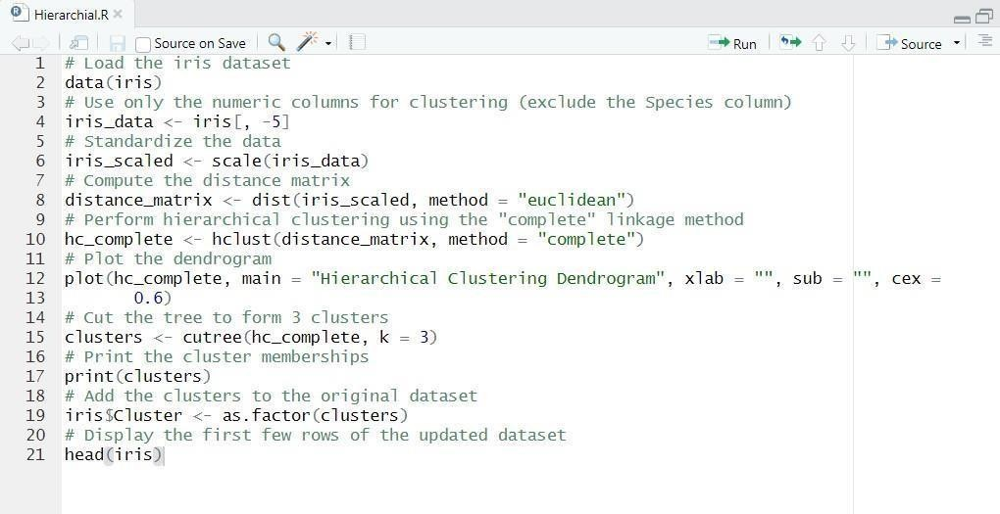 Hierarchial.R
Source on Save
Run
Source
1 # Load the iris dataset
2 data(iris)
3 # Use only the numeric columns for clustering (exclude the Species column)
4 iris_data <- iris[, -5]
5 # Standardize the data
6 iris_scaled <- scale(iris_data)
7 # Compute the distance matrix
8 distance_matrix <- dist(iris_scaled, method = "euclidean")
9 # Perform hierarchical clustering using the "complete" linkage method
10 hc_complete <- hclust(distance_matrix, method = "complete")
11 # Plot the dendrogram
12 plot(hc_complete, main = "Hierarchical Clustering Dendrogram", xlab = "", sub = "", cex =
13 0.6)
14 # Cut the tree to form 3 clusters
15 clusters <- cutree(hc_complete, k = 3)
16 # Print the cluster memberships
17 print(clusters)
18 # Add the clusters to the original dataset
19 iris$Cluster <- as.factor(clusters)
20 # Display the first few rows of the updated dataset
21 head(iris)